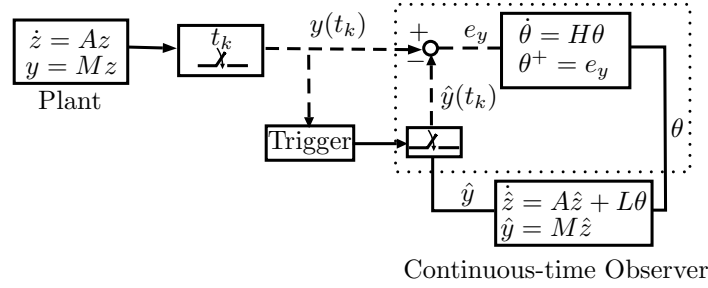 ż = Az
y = Mz
Plant
t_k
y(t_k)
+
−
e_y
θ̇ = Hθ
θ⁺ = e_y
ŷ(t_k)
Trigger
θ
ŷ
ẑ̇ = Aẑ + Lθ
ŷ = Mẑ
Continuous-time Observer